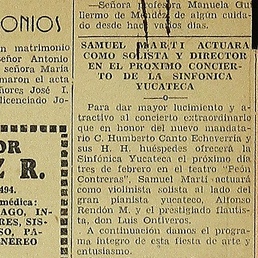 —Señora profesora Manuela Gu
llermo de Méndez de algún cuida
do desde hace varios días.
ONIOS
n matrimonio
señor Antonio
señora María
maron el acta
ñores José I.
licenciado Jo-
OR
Z R.
494.
médica:
AGO, IN-
RES, SIS-
SO, PA-
NEREO
SAMUEL MARTI ACTUARA
COMO SOLISTA Y DIRECTOR
EN EL PROXIMO CONCIER-
TO DE LA SINFONICA
YUCATECA
Para dar mayor lucimiento y a-
tractivo al concierto extraordinario
que en honor del nuevo mandata-
rio C. Humberto Canto Echeverría y
sus H. H. huéspedes ofrecerá la
Sinfónica Yucateca el próximo día
tres de febrero en el teatro "Peón
Contreras", Samuel Martí actuará
como violinista solista al lado del
gran pianista yucateco, Alfonso
Rendón M. y el prestigiado flautis-
ta, don Luis Ontiveros.
A continuación damos el progra-
ma íntegro de esta fiesta de arte y
entusiasmo.